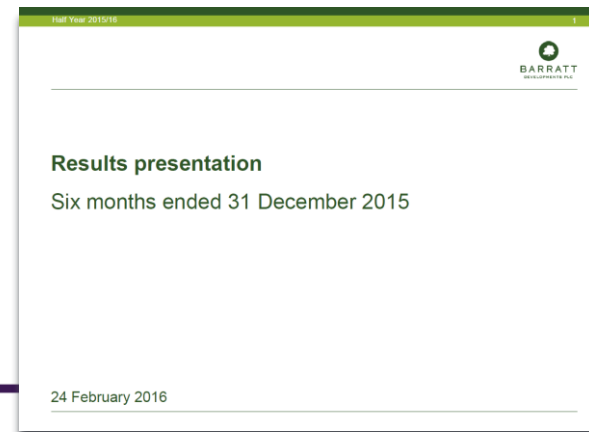 Half Year 2015/16
1
BARRATT
DEVELOPMENTS PLC
Results presentation
Six months ended 31 December 2015
24 February 2016